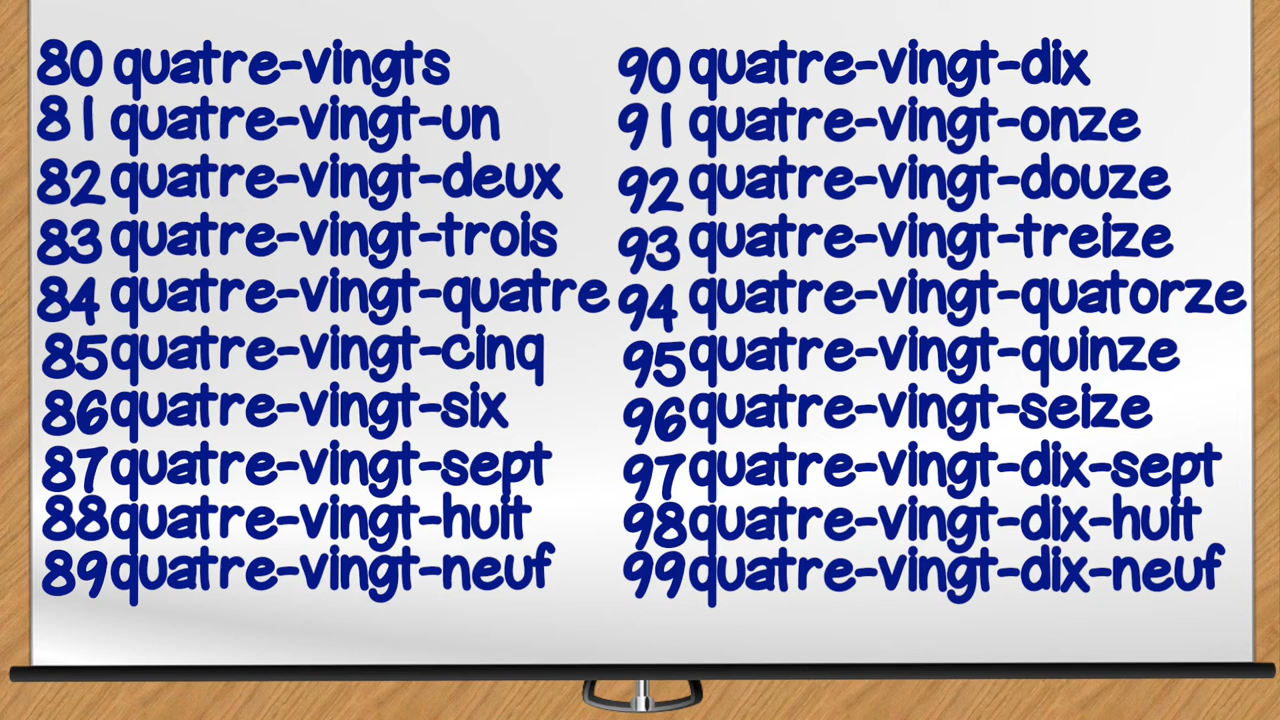 80 quatre-vingts
81 quatre-vingt-un
82 quatre-vingt-deux
83 quatre-vingt-trois
84 quatre-vingt-quatre
85 quatre-vingt-cinq
86 quatre-vingt-six
87 quatre-vingt-sept
88 quatre-vingt-huit
89 quatre-vingt-neuf
90 quatre-vingt-dix
91 quatre-vingt-onze
92 quatre-vingt-douze
93 quatre-vingt-treize
94 quatre-vingt-quatorze
95 quatre-vingt-quinze
96 quatre-vingt-seize
97 quatre-vingt-dix-sept
98 quatre-vingt-dix-huit
99 quatre-vingt-dix-neuf